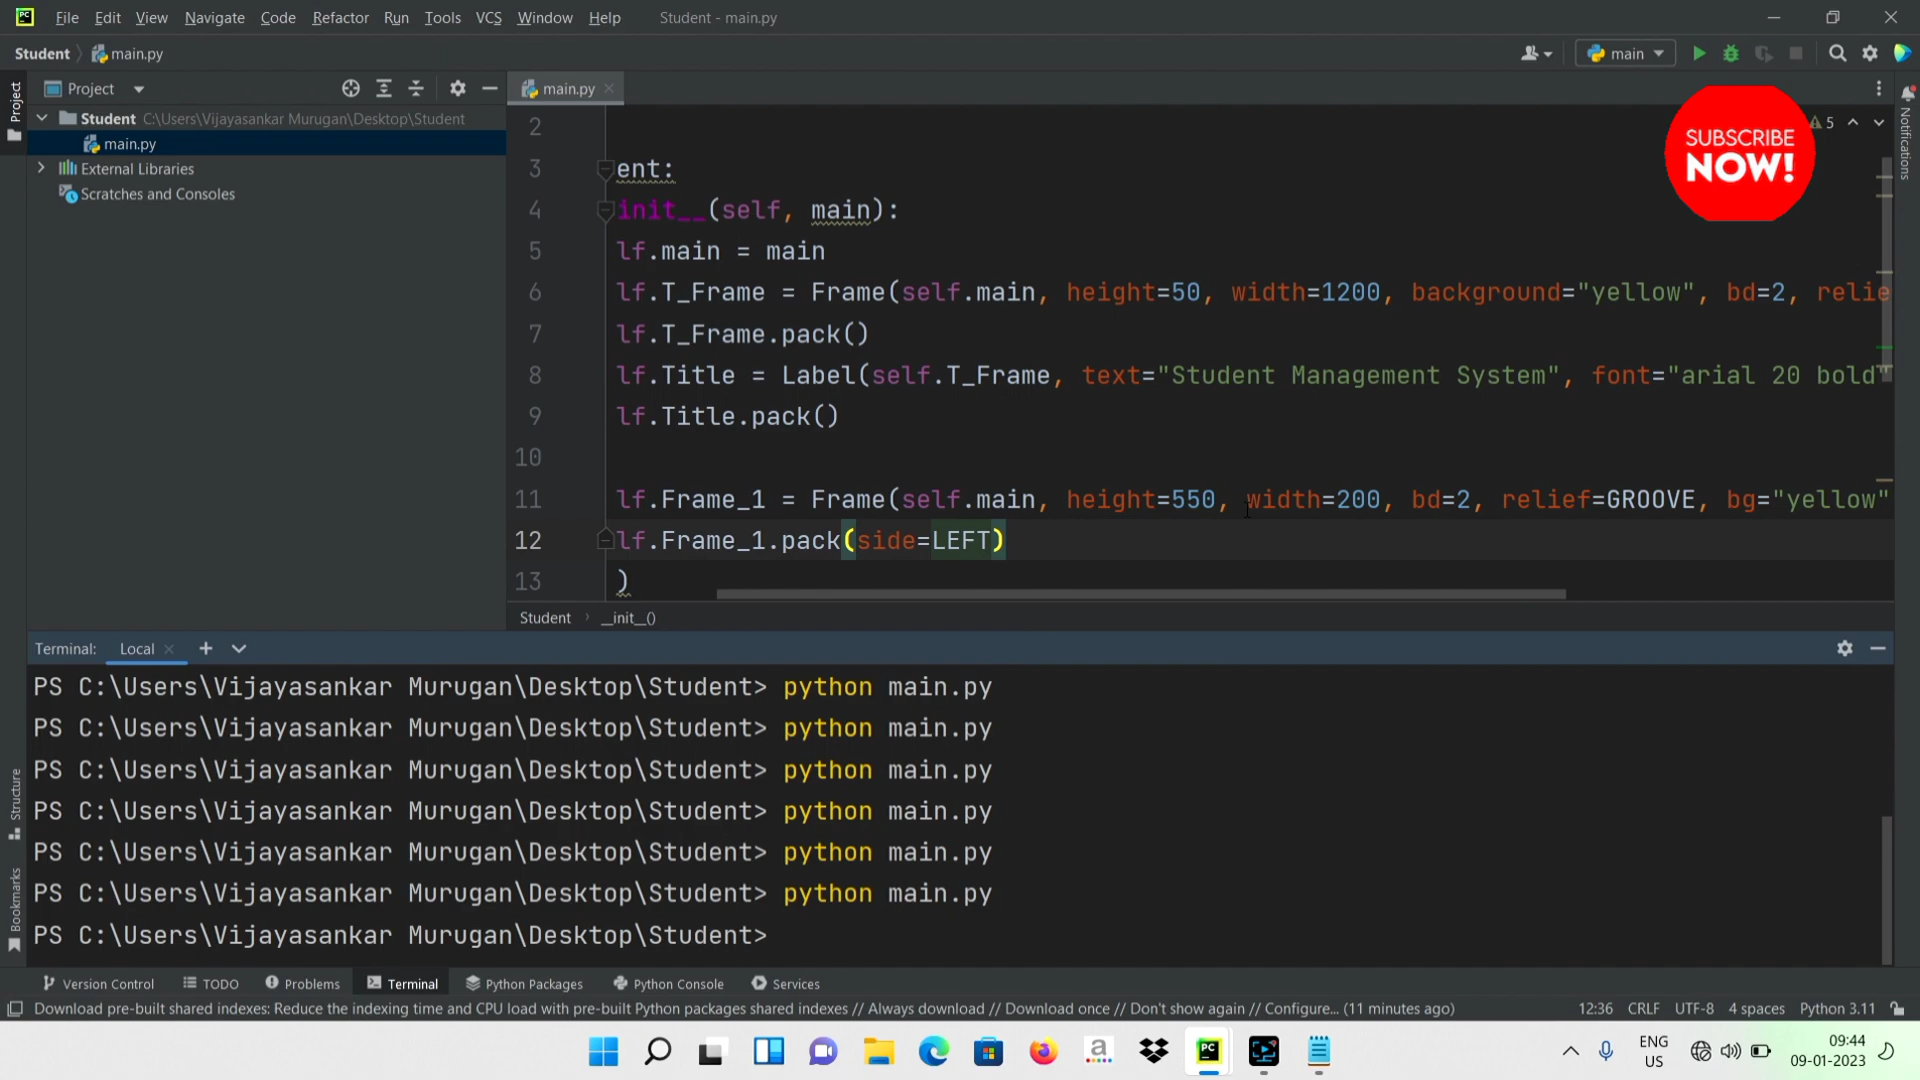 File Edit View Navigate Code Refactor Run Tools VCS Window Help Student - main.py
Student main.py main
Project main.py
Student C:\Users\Vijayasankar Murugan\Desktop\Student
main.py
External Libraries
Scratches and Consoles
Project
Structure
Bookmarks
2
3 ent:
4 init__(self, main):
5 lf.main = main
6 lf.T_Frame = Frame(self.main, height=50, width=1200, background="yellow", bd=2, relie
7 lf.T_Frame.pack()
8 lf.Title = Label(self.T_Frame, text="Student Management System", font="arial 20 bold"
9 lf.Title.pack()
10
11 lf.Frame_1 = Frame(self.main, height=550, width=200, bd=2, relief=GROOVE, bg="yellow"
12 lf.Frame_1.pack(side=LEFT)
13 )
SUBSCRIBE
NOW!
5
Notifications
Student __init__()
Terminal: Local
PS C:\Users\Vijayasankar Murugan\Desktop\Student> python main.py
PS C:\Users\Vijayasankar Murugan\Desktop\Student> python main.py
PS C:\Users\Vijayasankar Murugan\Desktop\Student> python main.py
PS C:\Users\Vijayasankar Murugan\Desktop\Student> python main.py
PS C:\Users\Vijayasankar Murugan\Desktop\Student> python main.py
PS C:\Users\Vijayasankar Murugan\Desktop\Student> python main.py
PS C:\Users\Vijayasankar Murugan\Desktop\Student>
Version Control TODO Problems Terminal Python Packages Python Console Services
Download pre-built shared indexes: Reduce the indexing time and CPU load with pre-built Python packages shared indexes // Always download // Download once // Don't show again // Configure... (11 minutes ago) 12:36 CRLF UTF-8 4 spaces Python 3.11
ENG
US
09:44
09-01-2023